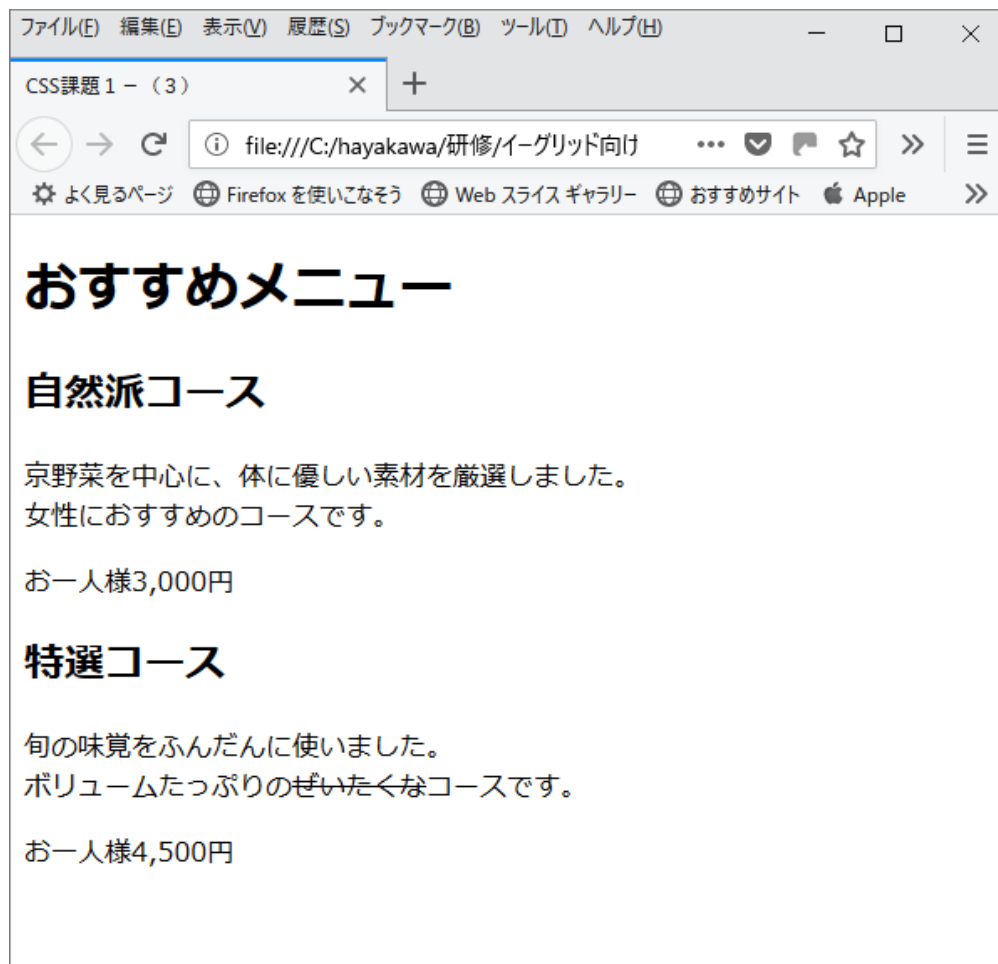 ファイル(F) 編集(E) 表示(V) 履歴(S) ブックマーク(B) ツール(T) ヘルプ(H)
CSS課題1－（3）
file:///C:/hayakawa/研修/イーグリッド向け
よく見るページ Firefox を使いこなそう Web スライス ギャラリー おすすめサイト Apple
おすすめメニュー
自然派コース
京野菜を中心に、体に優しい素材を厳選しました。
女性におすすめのコースです。
お一人様3,000円
特選コース
旬の味覚をふんだんに使いました。
ボリュームたっぷりのぜいたくなコースです。
お一人様4,500円